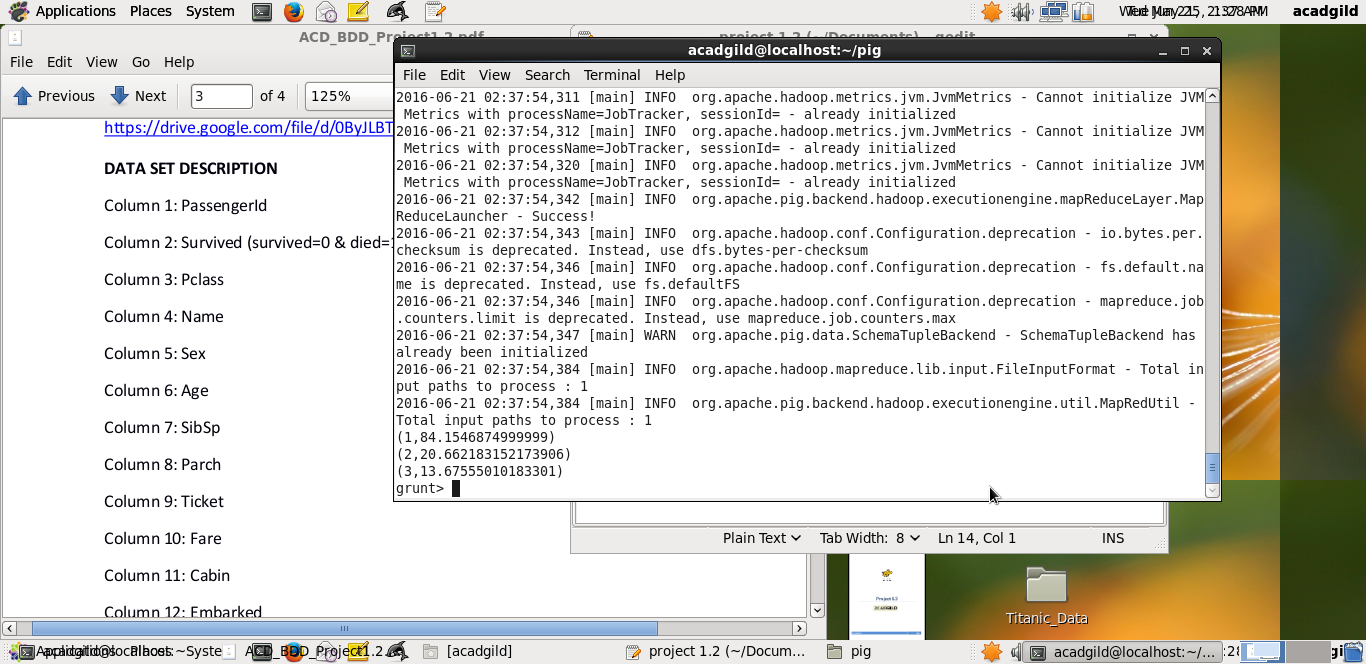 Applications Places System
acadgild
ACD_BDD_Project1.2.pdf
project 1.2 (~/Documents) - gedit
File Edit View Go Help
Previous Next 3 of 4 125%
https://drive.google.com/file/d/0ByJLBT
DATA SET DESCRIPTION
Column 1: PassengerId
Column 2: Survived (survived=0 & died=1
Column 3: Pclass
Column 4: Name
Column 5: Sex
Column 6: Age
Column 7: SibSp
Column 8: Parch
Column 9: Ticket
Column 10: Fare
Column 11: Cabin
Column 12: Embarked
acadgild@localhost:~/pig
File Edit View Search Terminal Help
2016-06-21 02:37:54,311 [main] INFO  org.apache.hadoop.metrics.jvm.JvmMetrics - Cannot initialize JVM
 Metrics with processName=JobTracker, sessionId= - already initialized
2016-06-21 02:37:54,312 [main] INFO  org.apache.hadoop.metrics.jvm.JvmMetrics - Cannot initialize JVM
 Metrics with processName=JobTracker, sessionId= - already initialized
2016-06-21 02:37:54,320 [main] INFO  org.apache.hadoop.metrics.jvm.JvmMetrics - Cannot initialize JVM
 Metrics with processName=JobTracker, sessionId= - already initialized
2016-06-21 02:37:54,342 [main] INFO  org.apache.pig.backend.hadoop.executionengine.mapReduceLayer.Map
ReduceLauncher - Success!
2016-06-21 02:37:54,343 [main] INFO  org.apache.hadoop.conf.Configuration.deprecation - io.bytes.per.
checksum is deprecated. Instead, use dfs.bytes-per-checksum
2016-06-21 02:37:54,346 [main] INFO  org.apache.hadoop.conf.Configuration.deprecation - fs.default.na
me is deprecated. Instead, use fs.defaultFS
2016-06-21 02:37:54,346 [main] INFO  org.apache.hadoop.conf.Configuration.deprecation - mapreduce.job
.counters.limit is deprecated. Instead, use mapreduce.job.counters.max
2016-06-21 02:37:54,347 [main] WARN  org.apache.pig.data.SchemaTupleBackend - SchemaTupleBackend has
already been initialized
2016-06-21 02:37:54,384 [main] INFO  org.apache.hadoop.mapreduce.lib.input.FileInputFormat - Total in
put paths to process : 1
2016-06-21 02:37:54,384 [main] INFO  org.apache.pig.backend.hadoop.executionengine.util.MapRedUtil -
Total input paths to process : 1
(1,84.1546874999999)
(2,20.662183152173906)
(3,13.67555010183301)
grunt>
Plain Text Tab Width: 8 Ln 14, Col 1 INS
Titanic_Data
[acadgild]
project 1.2 (~/Docum...
pig
acadgild@localhost:~/...